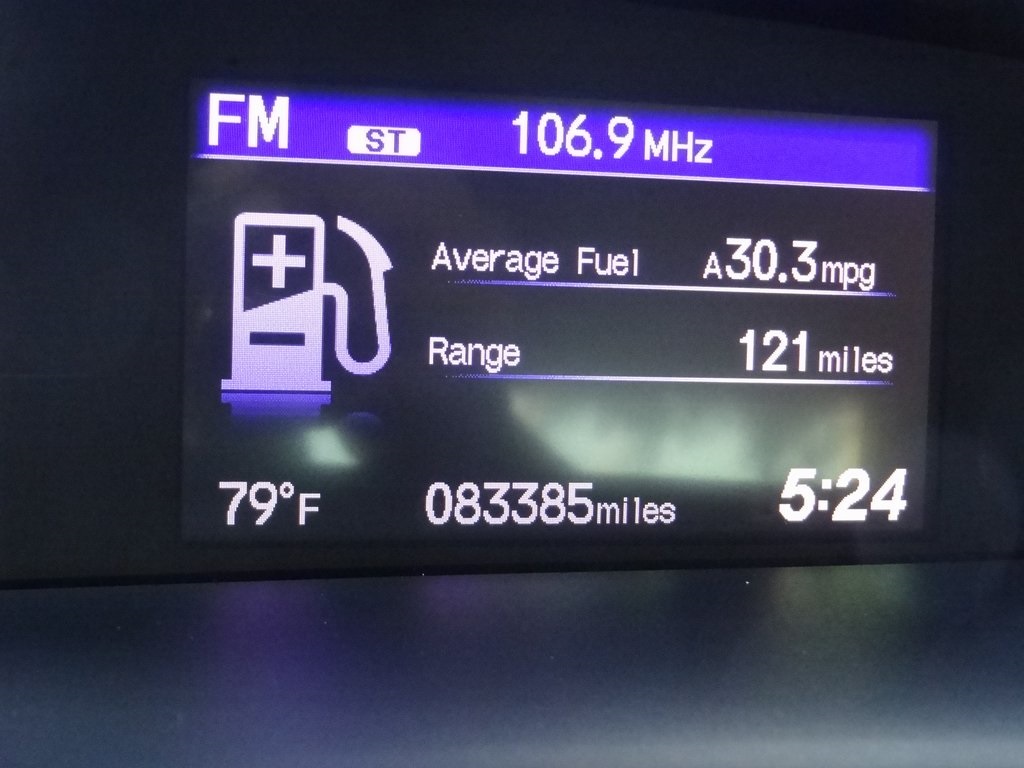 FM ST 106.9 MHz
Average Fuel A30.3mpg
Range 121 miles
79°F 083385miles 5:24